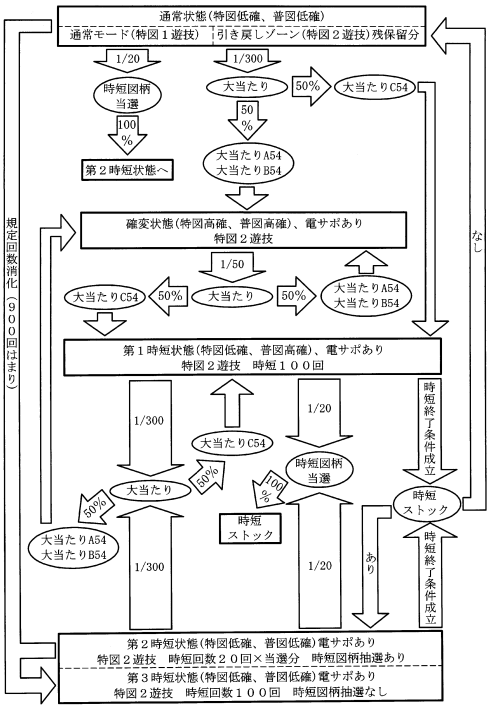 通常状態(特図低確、普図低確)
通常モード(特図1遊技)
引き戻しゾーン(特図2遊技)残保留分
1/20
1/300
時短図柄
当選
大当たり
50%
大当たりC54
100
%
50
%
第2時短状態へ
大当たりA54
大当たりB54
確変状態(特図高確、普図高確)、電サポあり
特図2遊技
1/50
大当たりC54
50%
大当たり
50%
大当たりA54
大当たりB54
第1時短状態(特図低確、普図高確)、電サポあり
特図2遊技 時短100回
1/300
1/20
時短終了条件成立
大当たりC54
時短図柄
当選
大当たり
50%
50%
100
%
時短
ストック
時短
ストック
大当たりA54
大当たりB54
1/300
1/20
あり
時短終了条件成立
なし
規定回数消化(900回はまり)
第2時短状態(特図低確、普図低確)電サポあり
特図2遊技 時短回数20回×当選分 時短図柄抽選あり
第3時短状態(特図低確、普図低確)電サポあり
特図2遊技 時短回数100回 時短図柄抽選なし